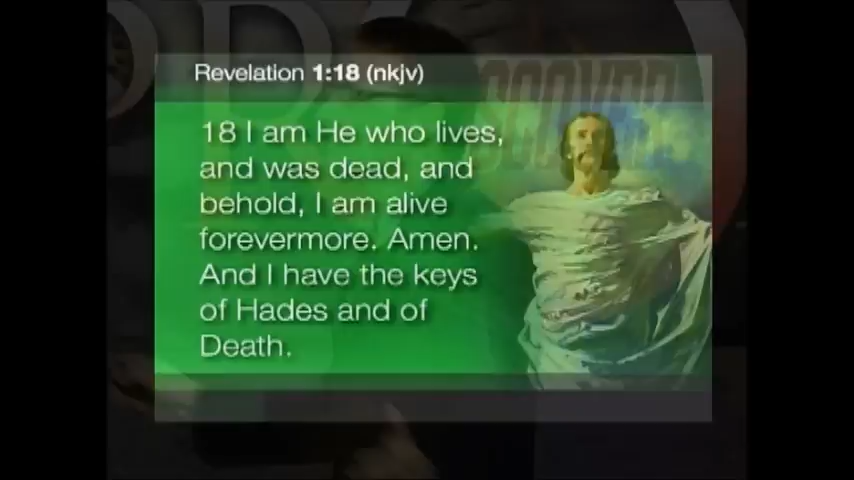 Revelation 1:18 (nkjv)
18 I am He who lives,
and was dead, and
behold, I am alive
forevermore. Amen.
And I have the keys
of Hades and of
Death.